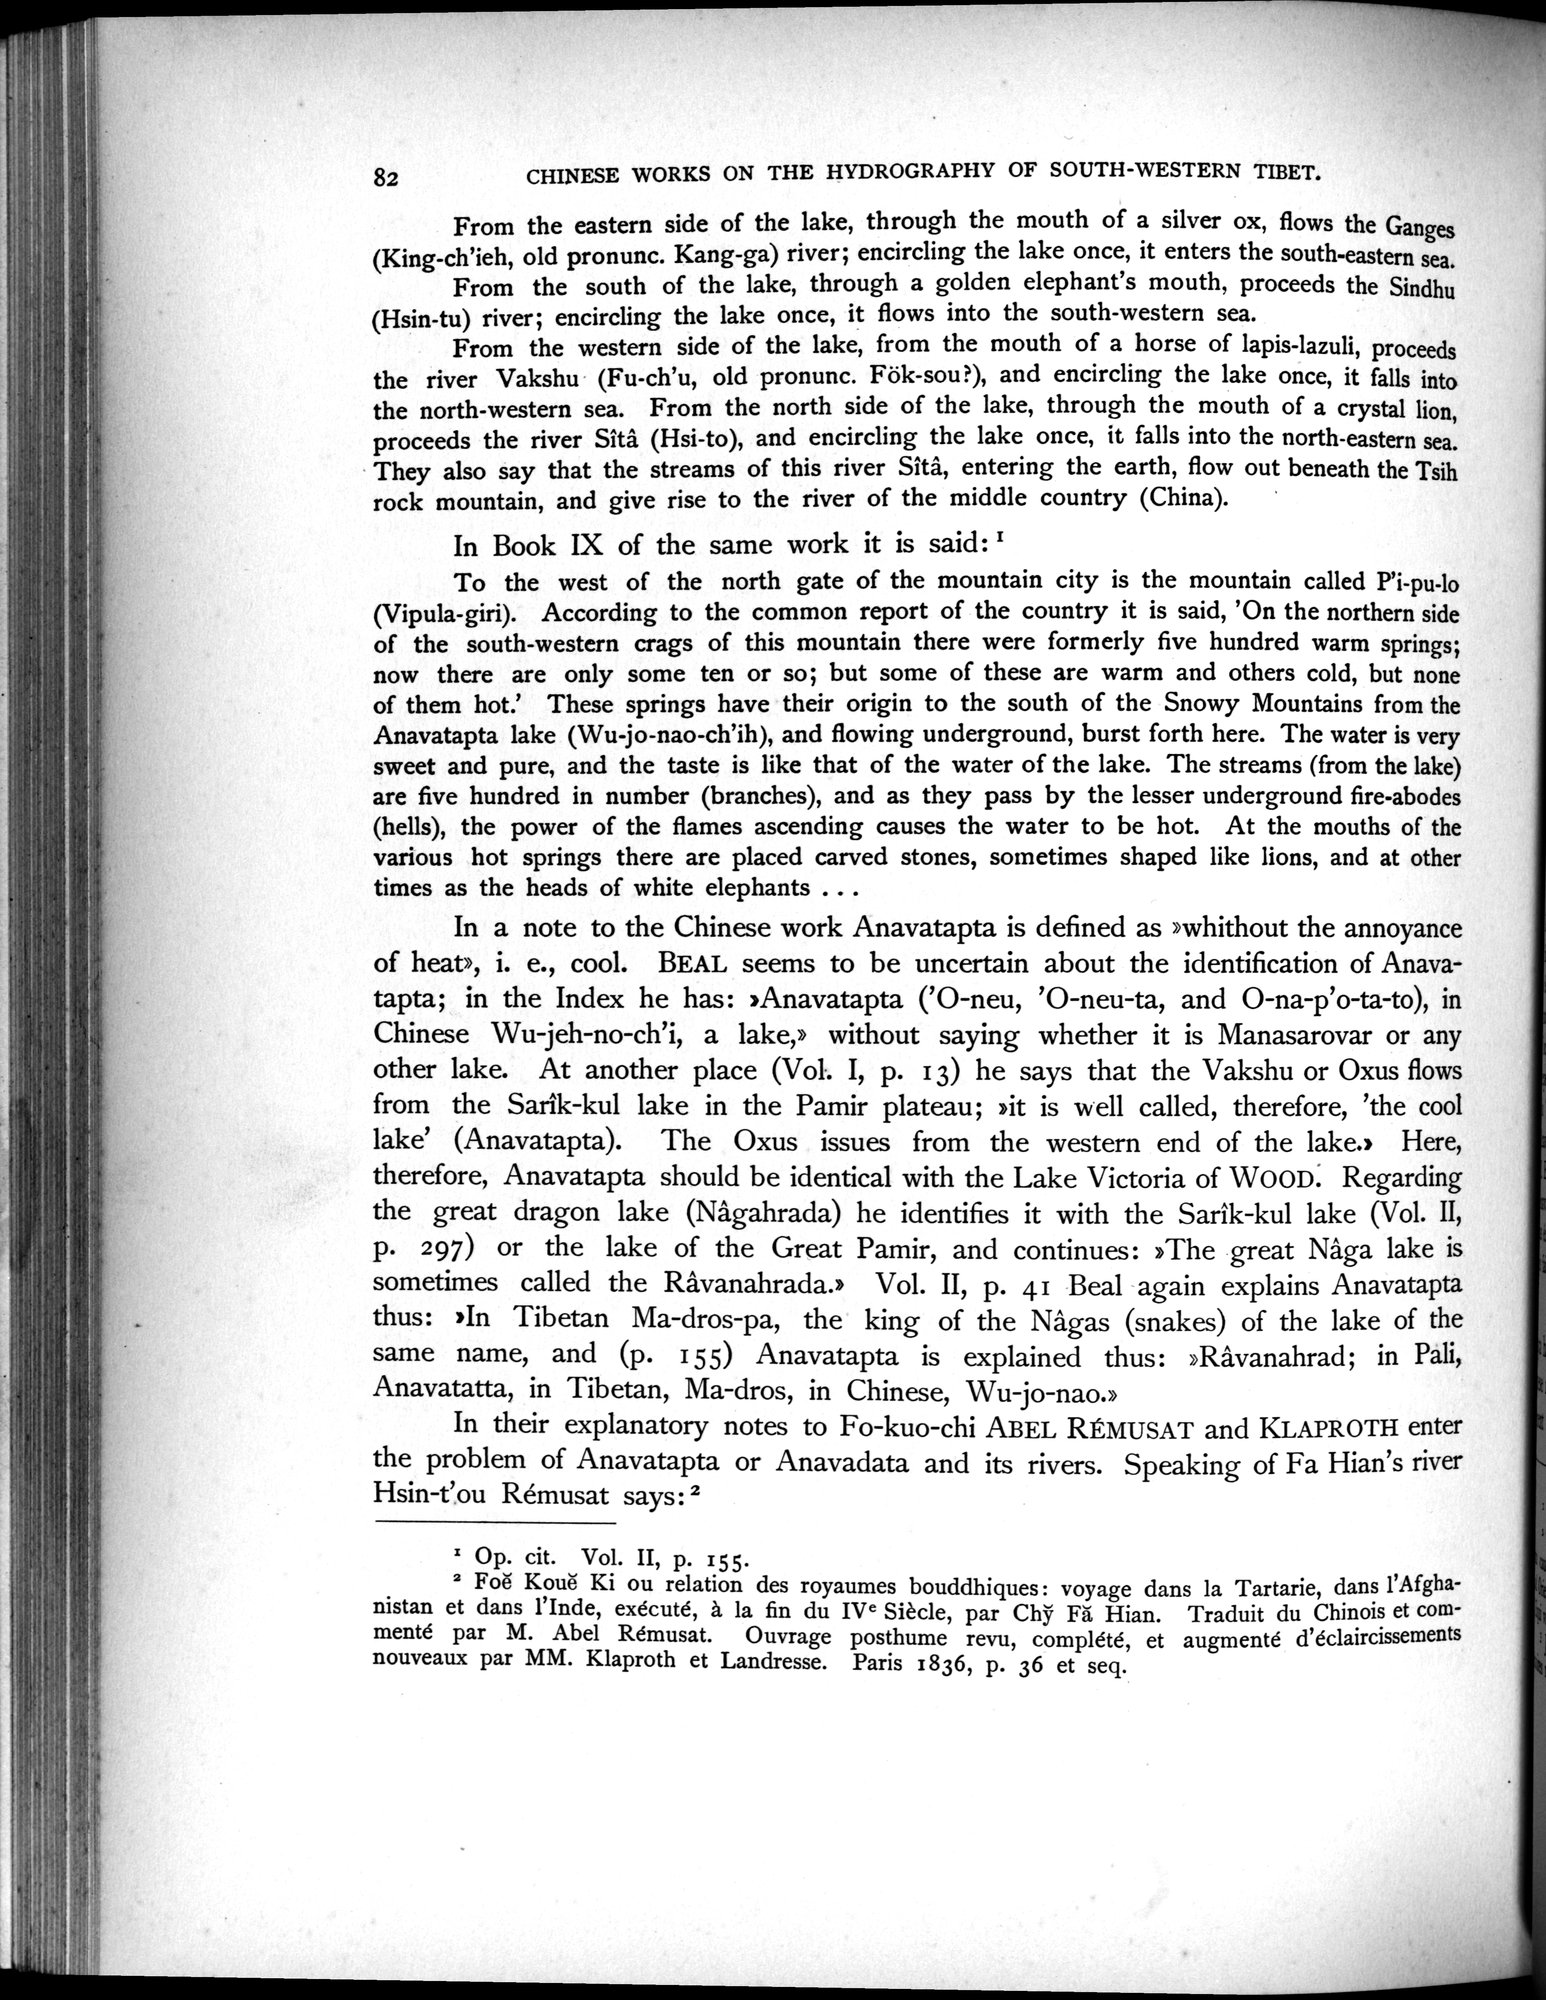 82 CHINESE WORKS ON THE HYDROGRAPHY OF SOUTH-WESTERN TIBET.
From the eastern side of the lake, through the mouth of a silver ox, flows the Ganges
(King-ch'ieh, old pronunc. Kang-ga) river; encircling the lake once, it enters the south-eastern sea.
From the south of the lake, through a golden elephant's mouth, proceeds the Sindhu
(Hsin-tu) river; encircling the lake once, it flows into the south-western sea.
From the western side of the lake, from the mouth of a horse of lapis-lazuli, proceeds
the river Vakshu (Fu-ch'u, old pronunc. Fök-sou?), and encircling the lake once, it falls into
the north-western sea. From the north side of the lake, through the mouth of a crystal lion,
proceeds the river Sîtâ (Hsi-to), and encircling the lake once, it falls into the north-eastern sea.
They also say that the streams of this river Sîtâ, entering the earth, flow out beneath the Tsih
rock mountain, and give rise to the river of the middle country (China).
In Book IX of the same work it is said: ¹
To the west of the north gate of the mountain city is the mountain called P'i-pu-lo
(Vipula-giri). According to the common report of the country it is said, 'On the northern side
of the south-western crags of this mountain there were formerly five hundred warm springs;
now there are only some ten or so; but some of these are warm and others cold, but none
of them hot.' These springs have their origin to the south of the Snowy Mountains from the
Anavatapta lake (Wu-jo-nao-ch'ih), and flowing underground, burst forth here. The water is very
sweet and pure, and the taste is like that of the water of the lake. The streams (from the lake)
are five hundred in number (branches), and as they pass by the lesser underground fire-abodes
(hells), the power of the flames ascending causes the water to be hot. At the mouths of the
various hot springs there are placed carved stones, sometimes shaped like lions, and at other
times as the heads of white elephants . . .
In a note to the Chinese work Anavatapta is defined as »whithout the annoyance
of heat», i. e., cool. BEAL seems to be uncertain about the identification of Anava-
tapta; in the Index he has: »Anavatapta ('O-neu, 'O-neu-ta, and O-na-p'o-ta-to), in
Chinese Wu-jeh-no-ch'i, a lake,» without saying whether it is Manasarovar or any
other lake. At another place (Vol. I, p. 13) he says that the Vakshu or Oxus flows
from the Sarîk-kul lake in the Pamir plateau; »it is well called, therefore, 'the cool
lake' (Anavatapta). The Oxus issues from the western end of the lake.» Here,
therefore, Anavatapta should be identical with the Lake Victoria of WOOD. Regarding
the great dragon lake (Nâgahrada) he identifies it with the Sarîk-kul lake (Vol. II,
p. 297) or the lake of the Great Pamir, and continues: »The great Nâga lake is
sometimes called the Râvanahrada.» Vol. II, p. 41 Beal again explains Anavatapta
thus: »In Tibetan Ma-dros-pa, the king of the Nâgas (snakes) of the lake of the
same name, and (p. 155) Anavatapta is explained thus: »Râvanahrad; in Pali,
Anavatatta, in Tibetan, Ma-dros, in Chinese, Wu-jo-nao.»
In their explanatory notes to Fo-kuo-chi ABEL RÉMUSAT and KLAPROTH enter
the problem of Anavatapta or Anavadata and its rivers. Speaking of Fa Hian's river
Hsin-t'ou Rémusat says: ²
¹ Op. cit. Vol. II, p. 155.
² Foĕ Kouĕ Ki ou relation des royaumes bouddhiques: voyage dans la Tartarie, dans l'Afgha-
nistan et dans l'Inde, exécuté, à la fin du IVᵉ Siècle, par Chy̆ Fă Hian. Traduit du Chinois et com-
menté par M. Abel Rémusat. Ouvrage posthume revu, complété, et augmenté d'éclaircissements
nouveaux par MM. Klaproth et Landresse. Paris 1836, p. 36 et seq.